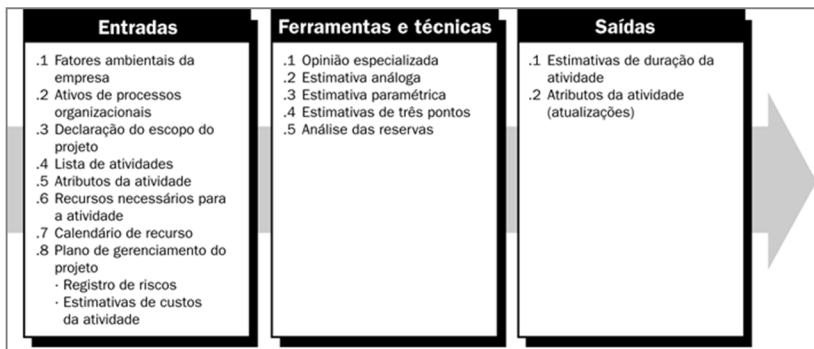 Entradas
.1 Fatores ambientais da
empresa
.2 Ativos de processos
organizacionais
.3 Declaração do escopo do
projeto
.4 Lista de atividades
.5 Atributos da atividade
.6 Recursos necessários para
a atividade
.7 Calendário de recurso
.8 Plano de gerenciamento do
projeto
· Registro de riscos
· Estimativas de custos
da atividade
Ferramentas e técnicas
.1 Opinião especializada
.2 Estimativa análoga
.3 Estimativa paramétrica
.4 Estimativas de três pontos
.5 Análise das reservas
Saídas
.1 Estimativas de duração da
atividade
.2 Atributos da atividade
(atualizações)